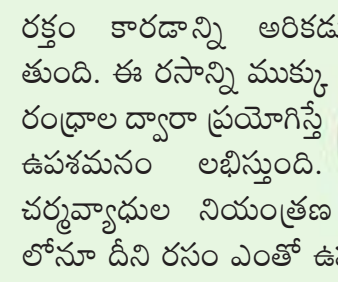 రక్తం కారడాన్ని అరికడు
తుంది. ఈ రసాన్ని ముక్కు
రంధ్రాల ద్వారా ప్రయోగిస్తే
ఉపశమనం లభిస్తుంది.
చర్మవ్యాధుల నియంత్రణ
లోనూ దీని రసం ఎంతో